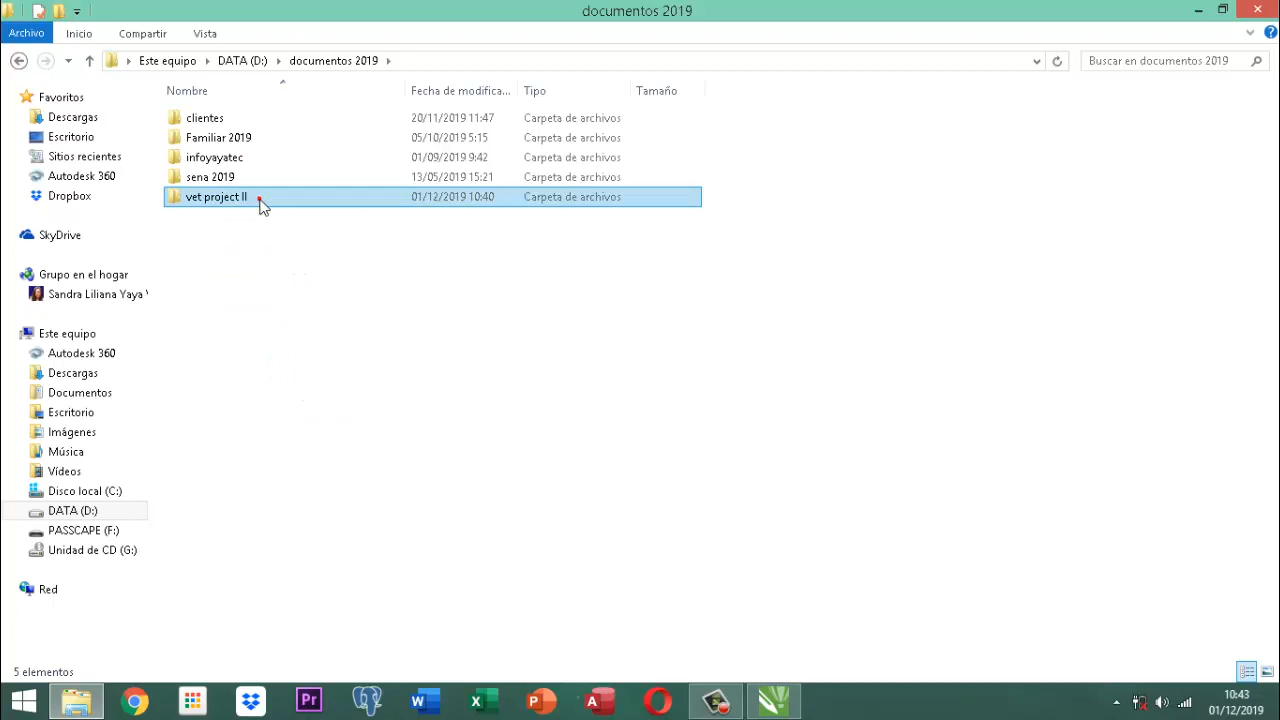 documentos 2019
Archivo Inicio Compartir Vista
Este equipo DATA (D:) documentos 2019 Buscar en documentos 2019
Nombre Fecha de modifica... Tipo Tamaño
clientes 20/11/2019 11:47 Carpeta de archivos
Familiar 2019 05/10/2019 5:15 Carpeta de archivos
infoyayatec 01/09/2019 9:42 Carpeta de archivos
sena 2019 13/05/2019 15:21 Carpeta de archivos
vet project II 01/12/2019 10:40 Carpeta de archivos
Favoritos
Descargas
Escritorio
Sitios recientes
Autodesk 360
Dropbox
SkyDrive
Grupo en el hogar
Sandra Liliana Yaya
Este equipo
Autodesk 360
Descargas
Documentos
Escritorio
Imágenes
Música
Vídeos
Disco local (C:)
DATA (D:)
PASSCAPE (F:)
Unidad de CD (G:)
Red
5 elementos
Pr W X P A
10:43
01/12/2019